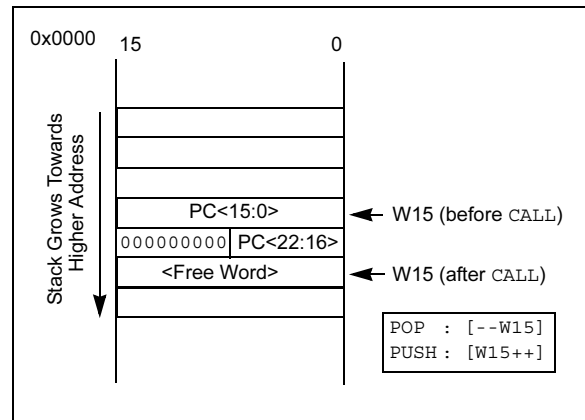 0x0000
15 0
Stack Grows Towards
Higher Address
PC<15:0>
W15 (before CALL)
000000000 PC<22:16>
<Free Word>
W15 (after CALL)
POP : [--W15]
PUSH : [W15++]